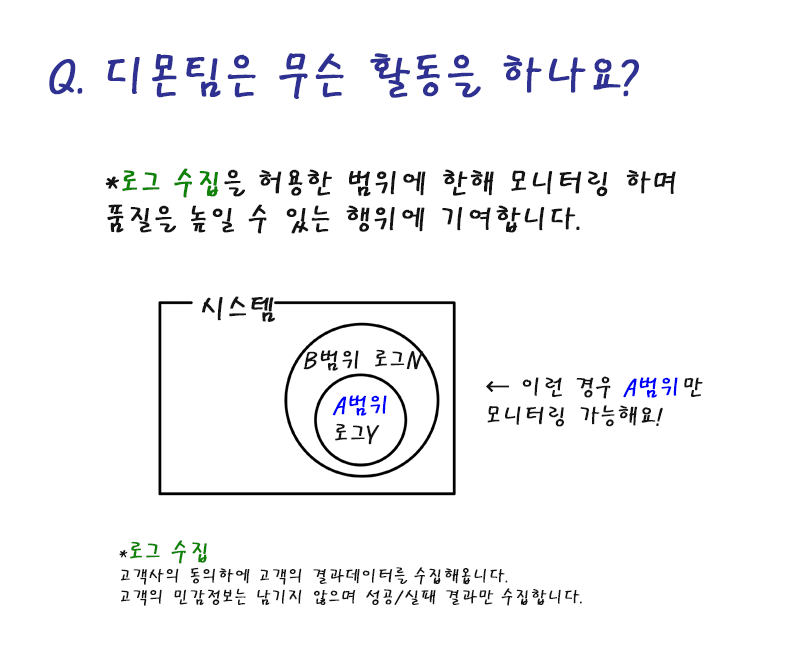 Q. 디몬팀은 무슨 활동을 하나요?
*로그 수집을 허용한 범위에 한해 모니터링 하며
품질을 높일 수 있는 행위에 기여합니다.
시스템
B범위 로그N
A범위
로그Y
← 이런 경우 A범위만
모니터링 가능해요!
*로그 수집
고객사의 동의하에 고객의 결과데이터를 수집해옵니다.
고객의 민감정보는 남기지 않으며 성공/실패 결과만 수집합니다.